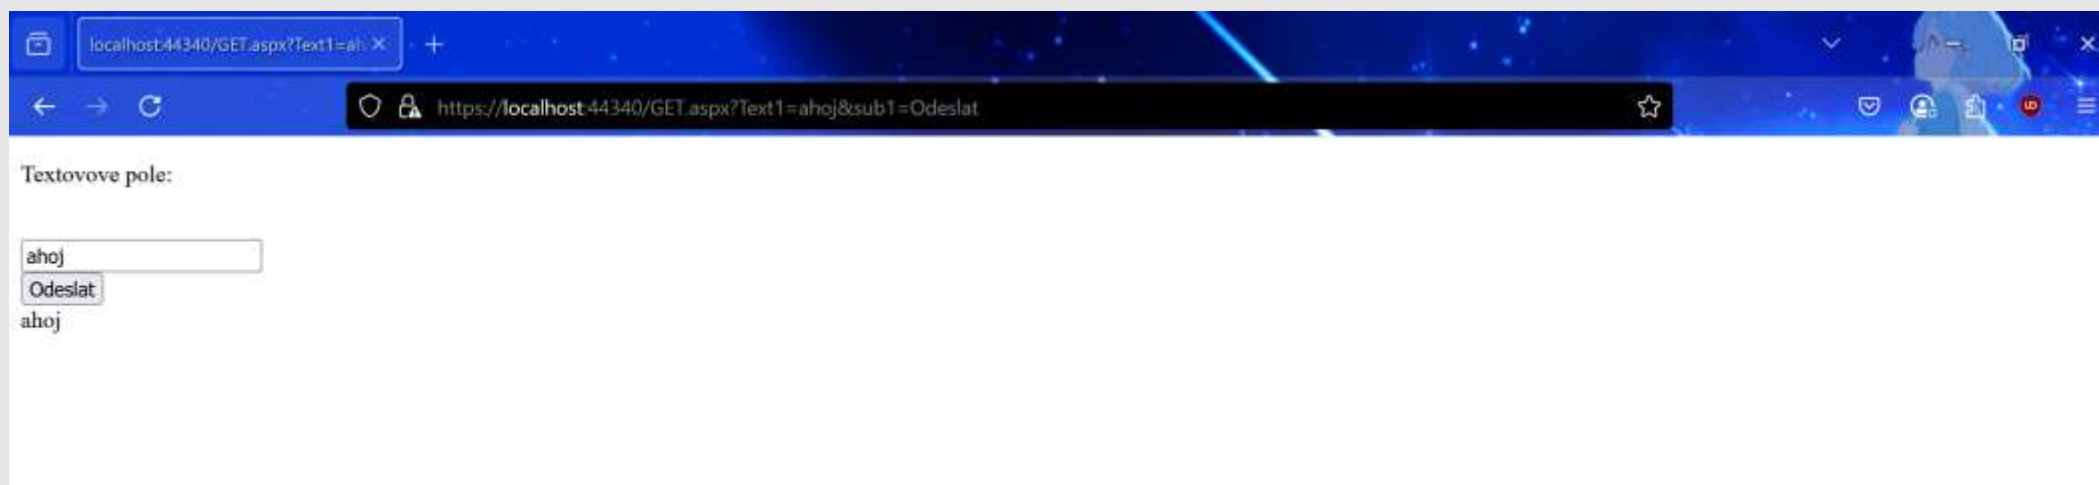 localhost:44340/GET.aspx?Text1=ah
https://localhost:44340/GET.aspx?Text1=ahoj&sub1=Odeslat
Textovove pole:
ahoj
Odeslat
ahoj